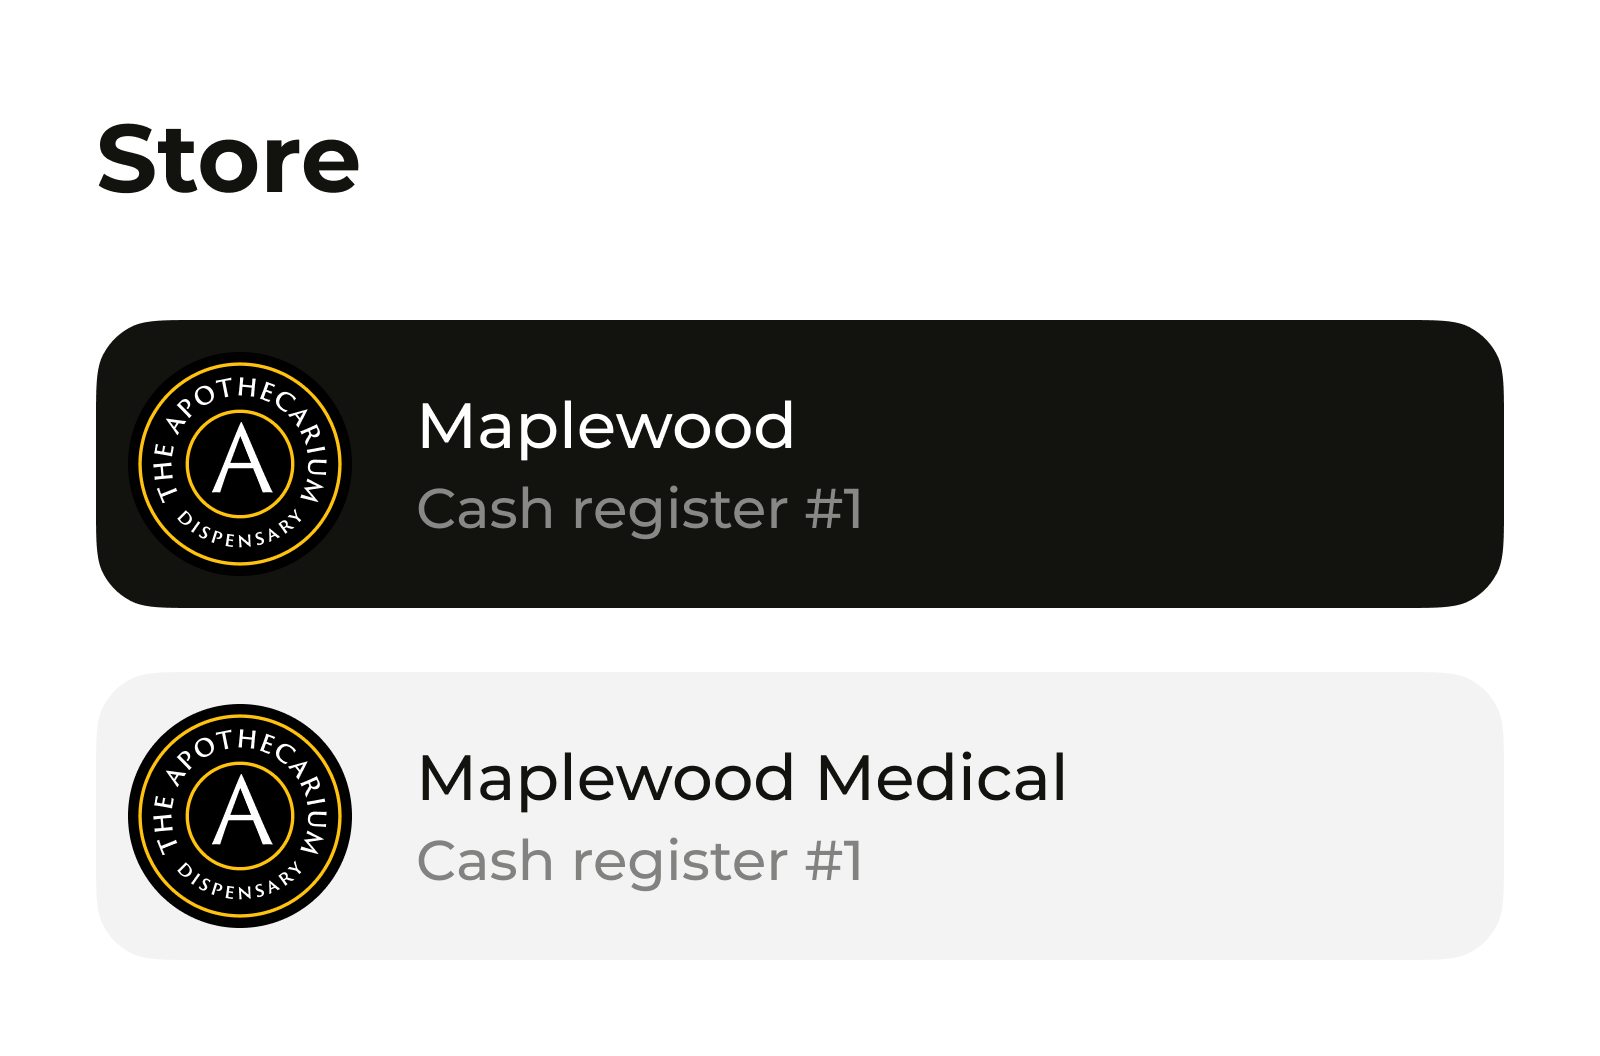 Store
THE APOTHECARIUM
A
DISPENSARY
Maplewood
Cash register #1
THE APOTHECARIUM
A
DISPENSARY
Maplewood Medical
Cash register #1